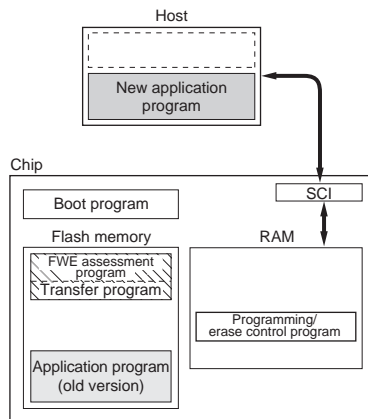 Host
New application
program
Chip
SCI
Boot program
Flash memory
RAM
FWE assessment
program
Transfer program
Programming/
erase control program
Application program
(old version)